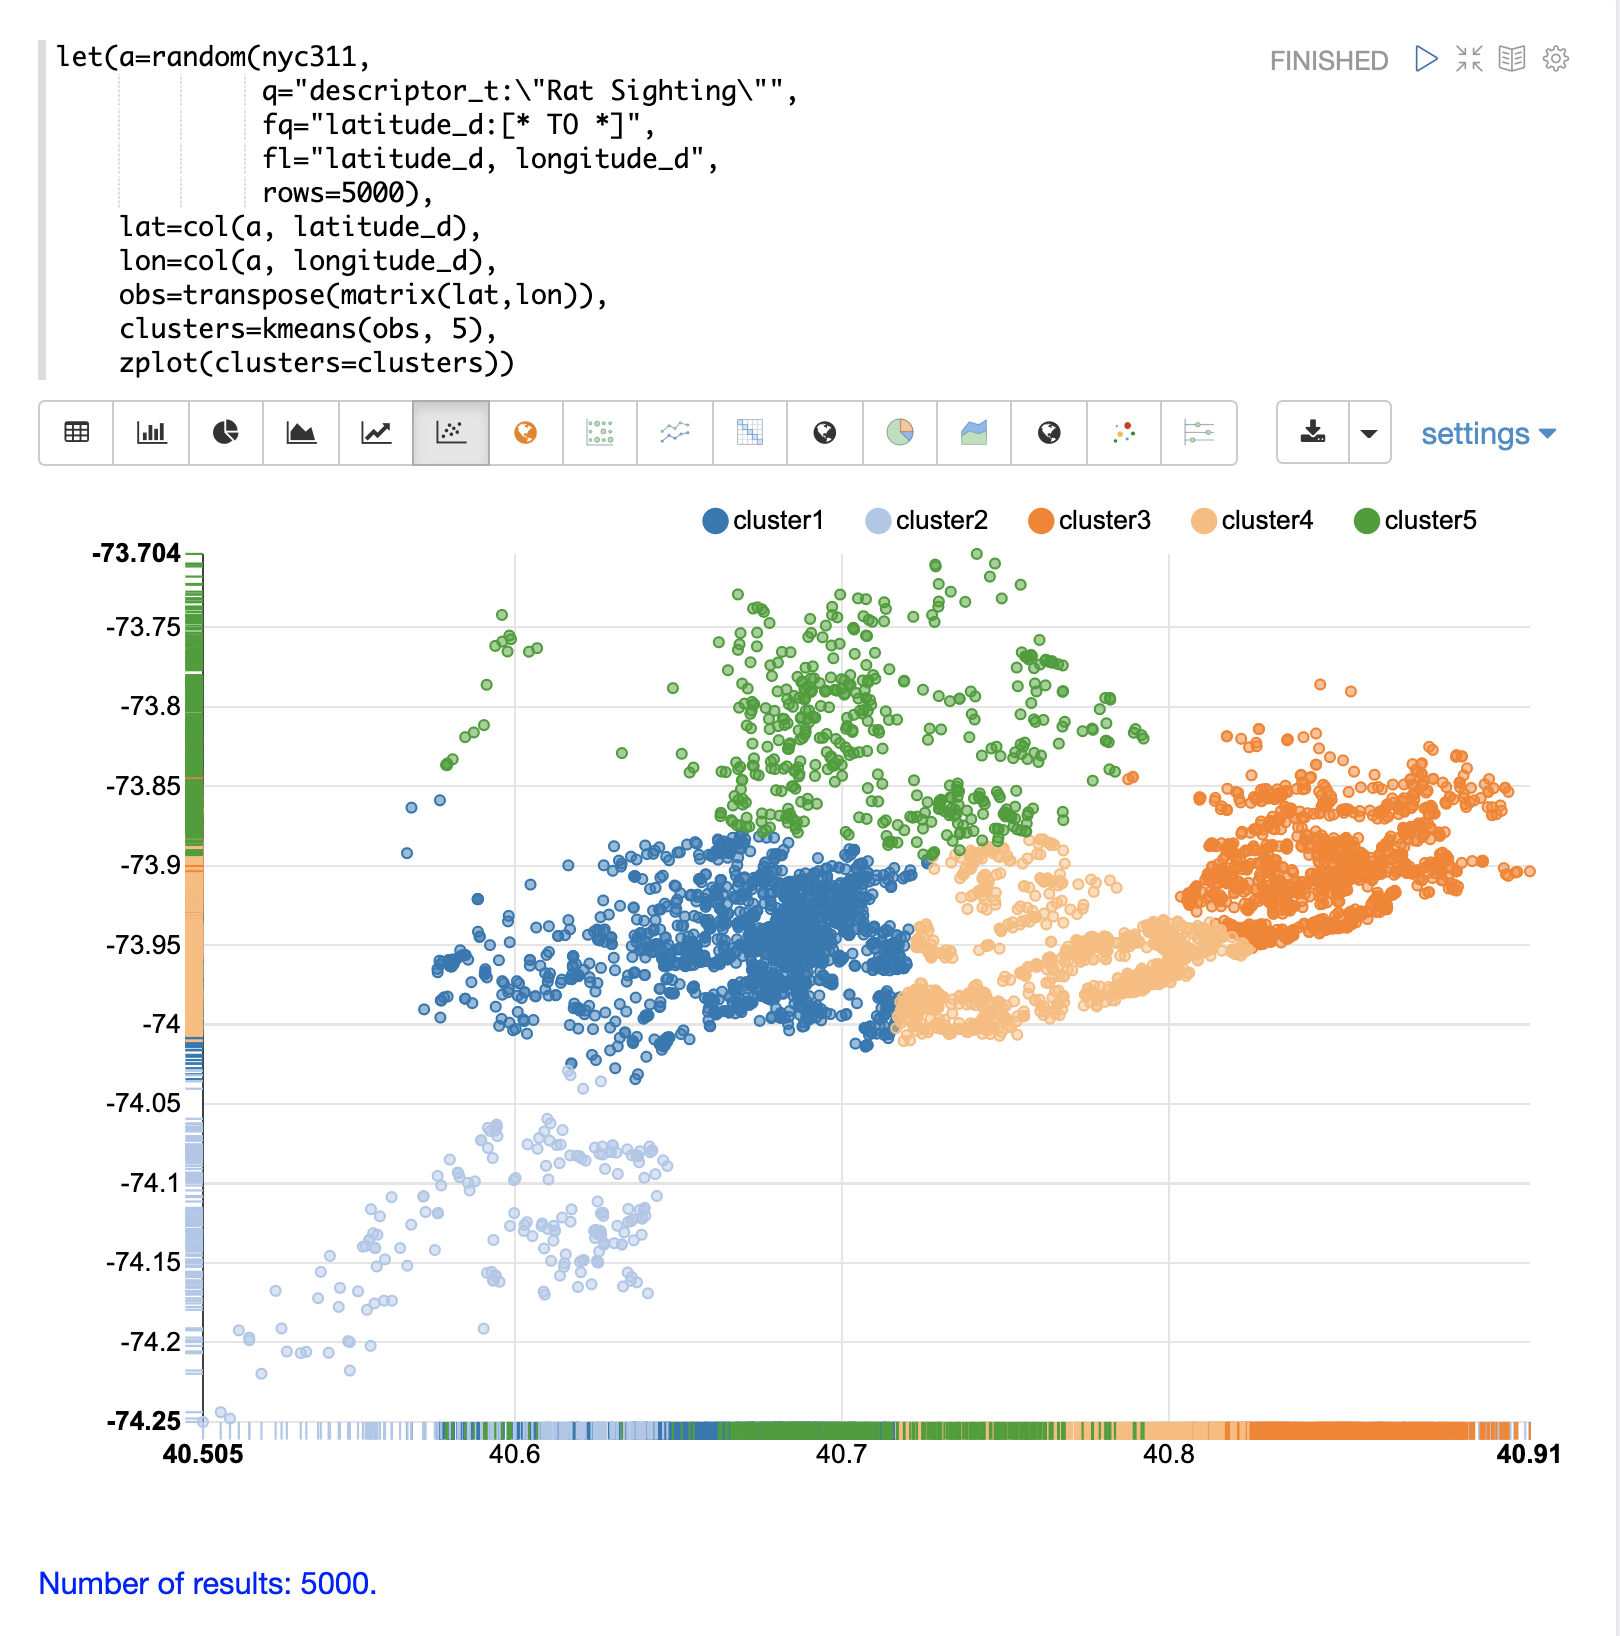 let(a=random(nyc311,
q="descriptor_t:\"Rat Sighting\"",
fq="latitude_d:[* TO *]",
fl="latitude_d, longitude_d",
rows=5000),
lat=col(a, latitude_d),
lon=col(a, longitude_d),
obs=transpose(matrix(lat,lon)),
clusters=kmeans(obs, 5),
zplot(clusters=clusters))
FINISHED
settings
cluster1 cluster2 cluster3 cluster4 cluster5
-73.704
-73.75
-73.8
-73.85
-73.9
-73.95
-74
-74.05
-74.1
-74.15
-74.2
-74.25
40.505 40.6 40.7 40.8 40.91
Number of results: 5000.